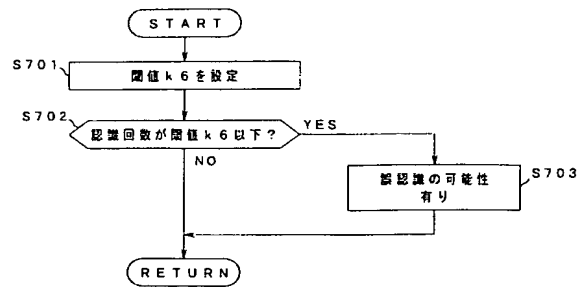 START
S701
閾値k6を設定
S702
認識回数が閾値k6以下?
YES
NO
誤認識の可能性
有り
S703
RETURN